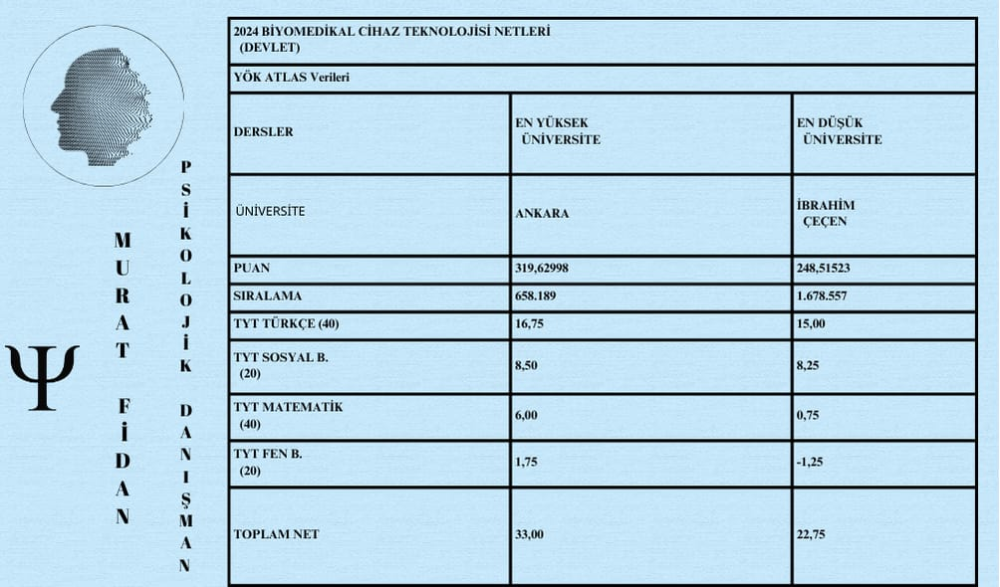 2024 BİYOMEDİKAL CİHAZ TEKNOLOJİSİ NETLERİ
(DEVLET)
YÖK ATLAS Verileri
DERSLER
EN YÜKSEK
ÜNİVERSİTE
EN DÜŞÜK
ÜNİVERSİTE
ÜNİVERSİTE
ANKARA
İBRAHİM
ÇEÇEN
PUAN
319,62998
248,51523
SIRALAMA
658.189
1.678.557
TYT TÜRKÇE (40)
16,75
15,00
TYT SOSYAL B.
(20)
8,50
8,25
TYT MATEMATİK
(40)
6,00
0,75
TYT FEN B.
(20)
1,75
-1,25
TOPLAM NET
33,00
22,75
MURAT FİDAN
PSİKOLOJİK DANIŞMAN
Ψ